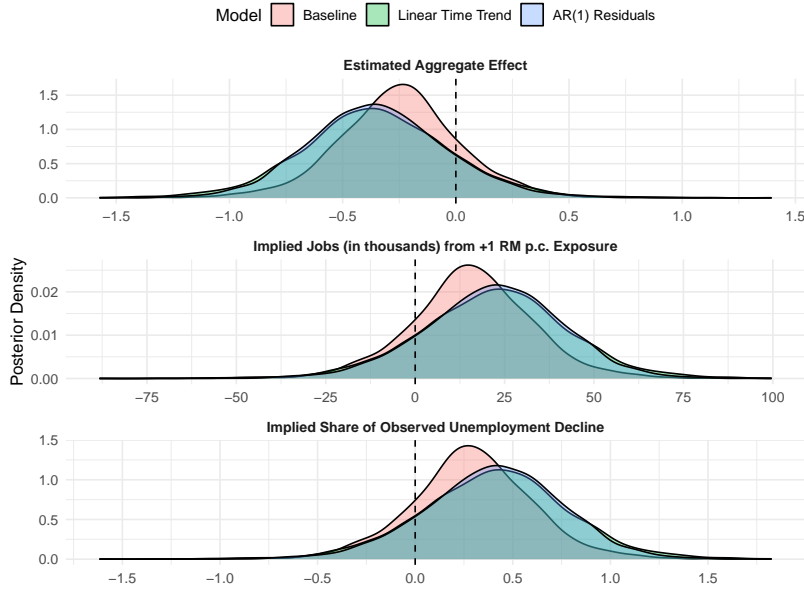 Model Baseline Linear Time Trend AR(1) Residuals
Estimated Aggregate Effect
1.5
1.0
0.5
0.0
−1.5 −1.0 −0.5 0.0 0.5 1.0 1.5
Implied Jobs (in thousands) from +1 RM p.c. Exposure
Posterior Density
0.02
0.01
0.00
−75 −50 −25 0 25 50 75 100
Implied Share of Observed Unemployment Decline
1.5
1.0
0.5
0.0
−1.5 −1.0 −0.5 0.0 0.5 1.0 1.5